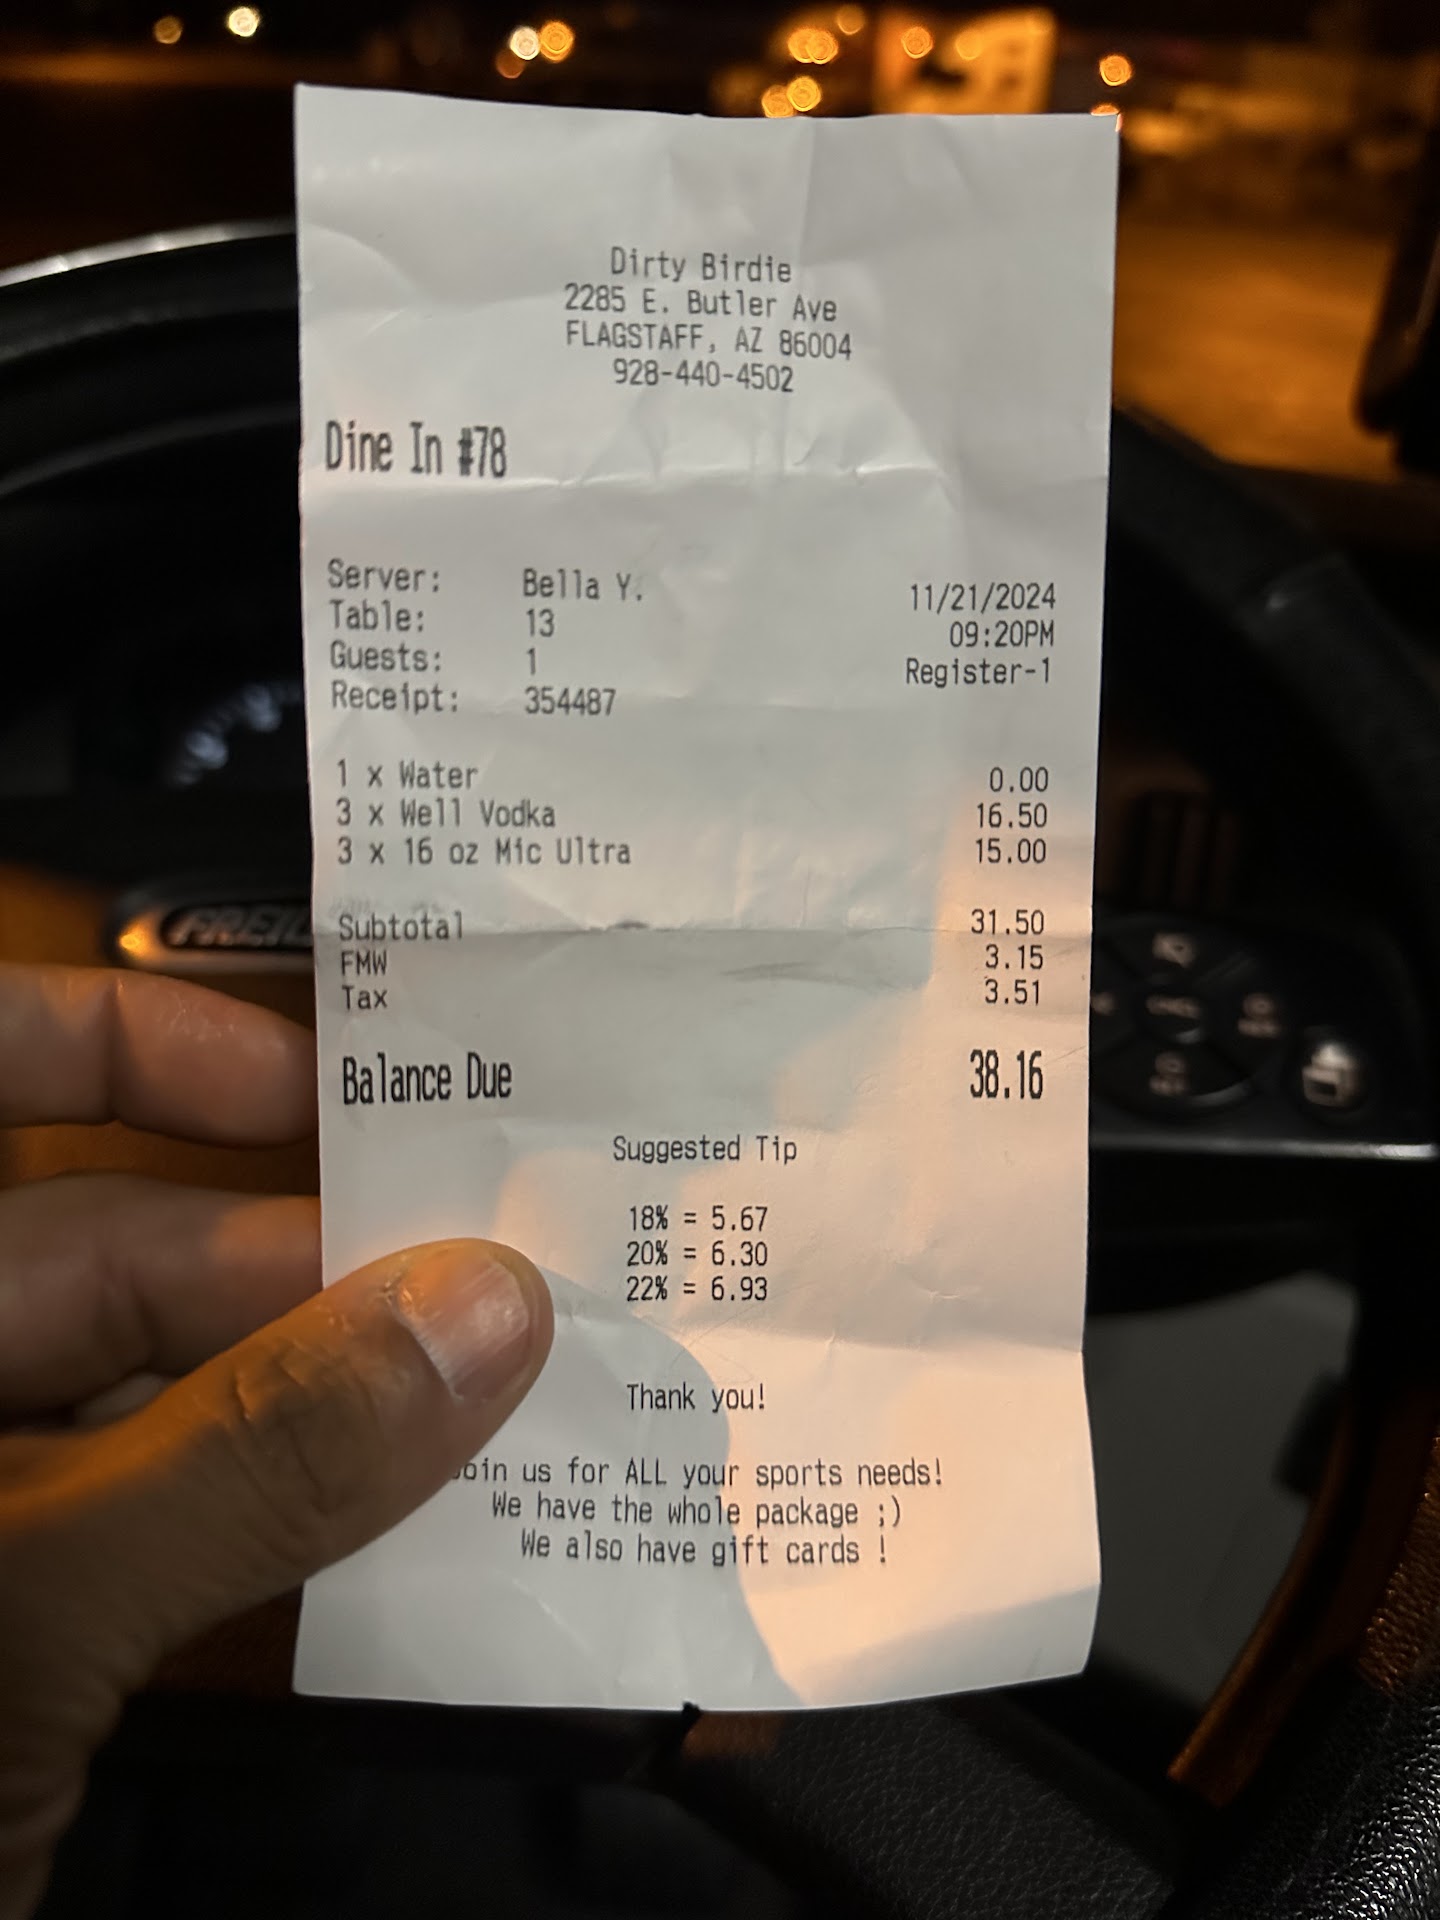 Dirty Birdie
2285 E. Butler Ave
FLAGSTAFF, AZ 86004
928-440-4502
Dine In #78
Server: Bella Y. 11/21/2024
Table: 13 09:20PM
Guests: 1 Register-1
Receipt: 354487
1 x Water 0.00
3 x Well Vodka 16.50
3 x 16 oz Mic Ultra 15.00
Subtotal 31.50
FMW 3.15
Tax 3.51
Balance Due 38.16
Suggested Tip
18% = 5.67
20% = 6.30
22% = 6.93
Thank you!
oin us for ALL your sports needs!
We have the whole package ;)
We also have gift cards !
FREIG